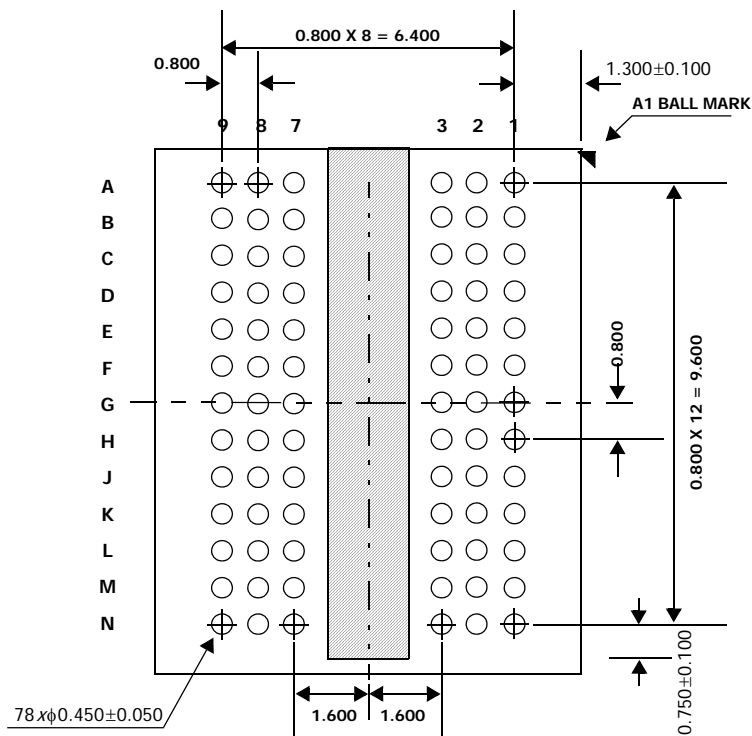 0.800 X 8 = 6.400
0.800
1.300±0.100
A1 BALL MARK
9 8 7 3 2 1
A
B
C
D
E
F
G
H
J
K
L
M
N
0.800
0.800 X 12 = 9.600
0.750±0.100
1.600 1.600
78xϕ0.450±0.050